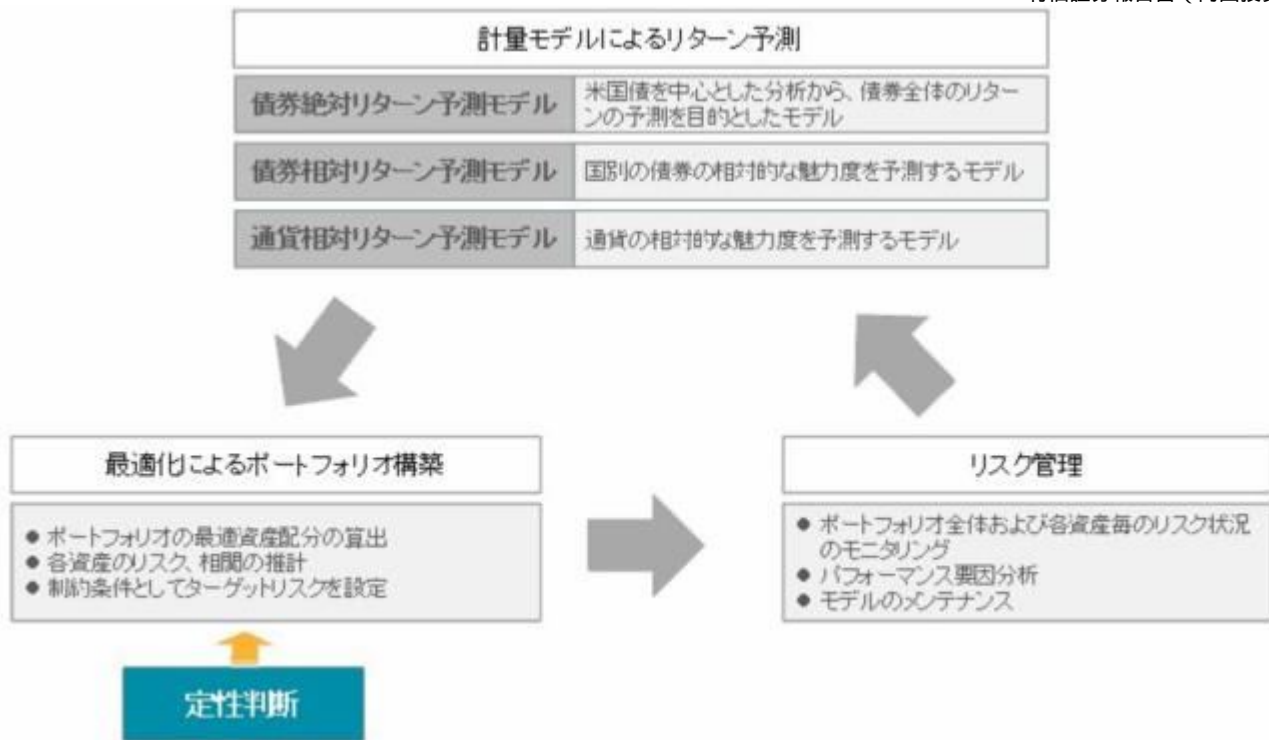 計量モデルによるリターン予測
債券絶対リターン予測モデル
米国債を中心とした分析から、債券全体のリター
ンの予測を目的としたモデル
債券相対リターン予測モデル
国別の債券の相対的な魅力度を予測するモデル
通貨相対リターン予測モデル
通貨の相対的な魅力度を予測するモデル
最適化によるポートフォリオ構築
● ポートフォリオの最適資産配分の算出
● 各資産のリスク、相関の推計
● 制約条件としてターゲットリスクを設定
定性判断
リスク管理
● ポートフォリオ全体および各資産毎のリスク状況
のモニタリング
● パフォーマンス要因分析
● モデルのメンテナンス